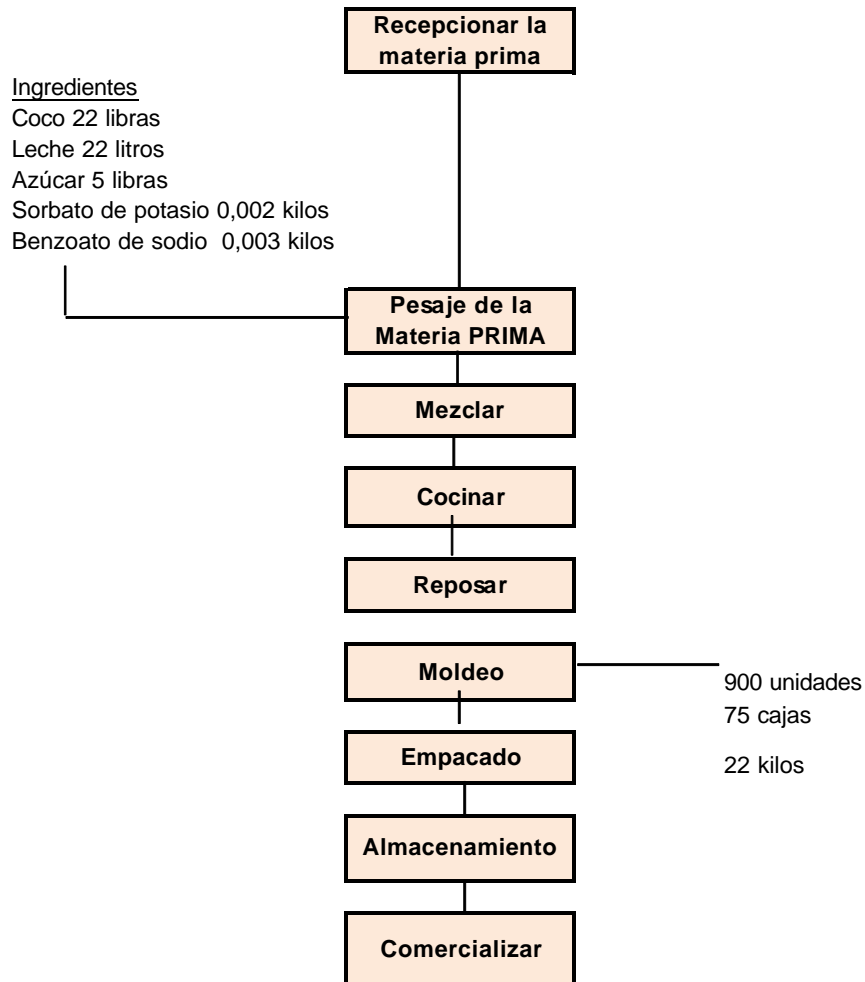 Recepcionar la
materia prima
Ingredientes
Coco 22 libras
Leche 22 litros
Azúcar 5 libras
Sorbato de potasio 0,002 kilos
Benzoato de sodio 0,003 kilos
Pesaje de la
Materia PRIMA
Mezclar
Cocinar
Reposar
Moldeo
900 unidades
75 cajas
Empacado
22 kilos
Almacenamiento
Comercializar